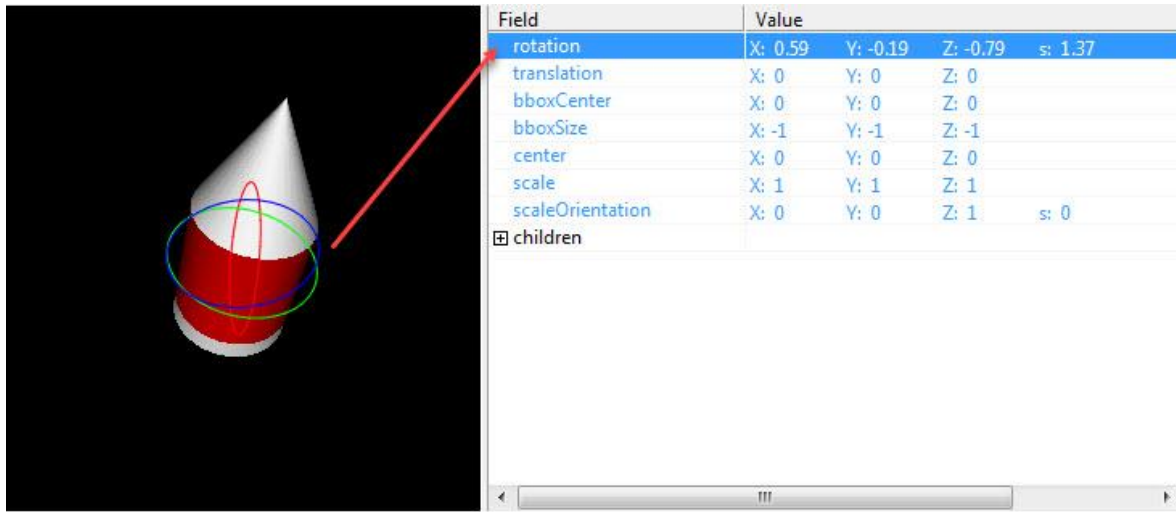 Field Value
rotation X: 0.59 Y: -0.19 Z: -0.79 s: 1.37
translation X: 0 Y: 0 Z: 0
bboxCenter X: 0 Y: 0 Z: 0
bboxSize X: -1 Y: -1 Z: -1
center X: 0 Y: 0 Z: 0
scale X: 1 Y: 1 Z: 1
scaleOrientation X: 0 Y: 0 Z: 1 s: 0
children